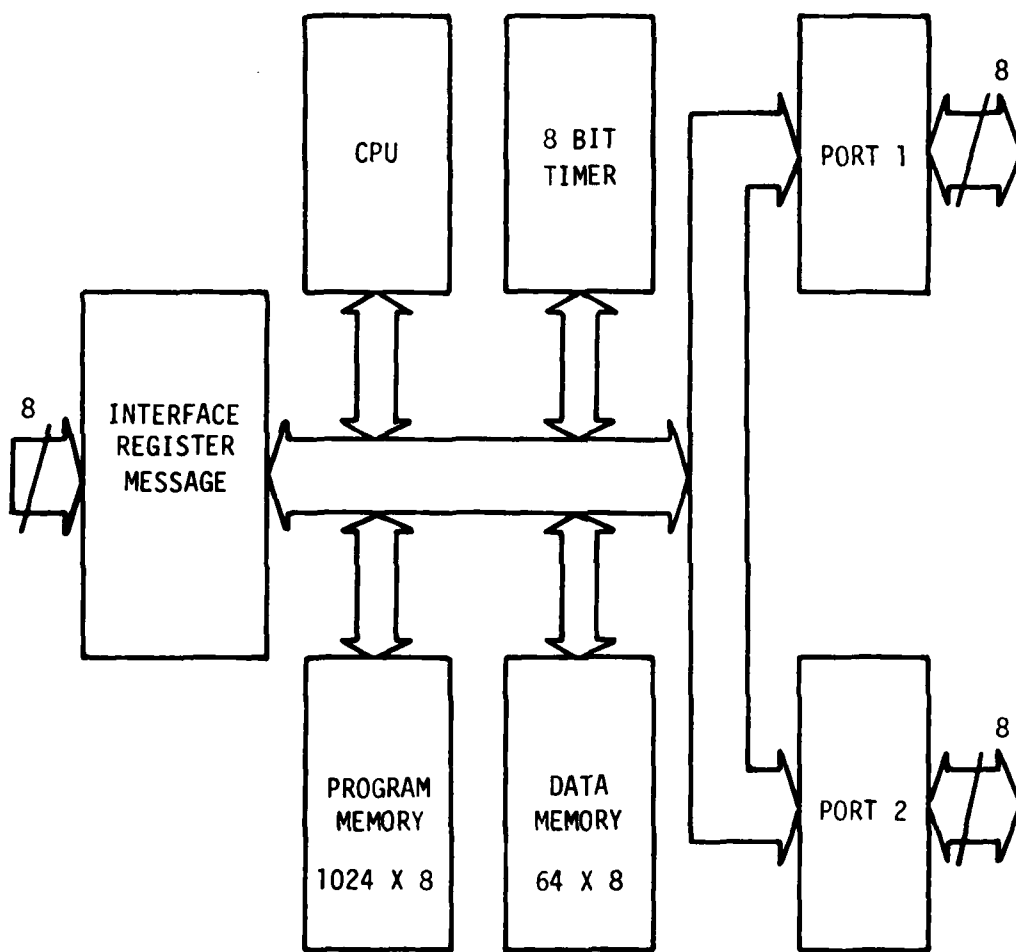 CPU
8 BIT
TIMER
8
PORT 1
8
INTERFACE
REGISTER
MESSAGE
PROGRAM
MEMORY
1024 X 8
DATA
MEMORY
64 X 8
8
PORT 2